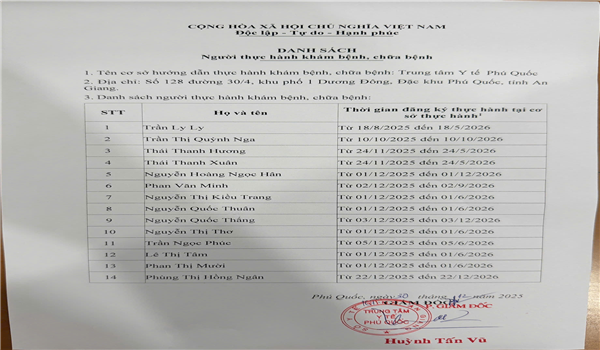 CỘNG HÒA XÃ HỘI CHỦ NGHĨA VIỆT NAM
Độc lập - Tự do - Hạnh phúc
DANH SÁCH
Người thực hành khám bệnh, chữa bệnh
1. Tên cơ sở hướng dẫn thực hành khám bệnh, chữa bệnh: Trung tâm Y tế Phú Quốc
2. Địa chỉ: Số 128 đường 30/4, khu phố 1 Dương Đông, Đặc khu Phú Quốc, tỉnh An
Giang.
3. Danh sách người thực hành khám bệnh, chữa bệnh:
STT Họ và tên Thời gian đăng ký thực hành tại cơ
sở thực hành¹
1 Trần Ly Ly Từ 18/8/2025 đến 18/5/2026
2 Trần Thị Quỳnh Nga Từ 10/10/2025 đến 10/10/2026
3 Thái Thanh Hương Từ 24/11/2025 đến 24/5/2026
4 Thái Thanh Xuân Từ 24/11/2025 đến 24/5/2026
5 Nguyễn Hoàng Ngọc Hân Từ 01/12/2025 đến 01/12/2026
6 Phan Văn Minh Từ 02/12/2025 đến 02/9/2026
7 Nguyễn Thị Kiều Trang Từ 01/12/2025 đến 01/6/2026
8 Nguyễn Quốc Thuân Từ 01/12/2025 đến 01/6/2026
9 Nguyễn Quốc Thắng Từ 03/12/2025 đến 03/12/2026
10 Nguyễn Thị Thơ Từ 01/12/2025 đến 01/6/2026
11 Trần Ngọc Phúc Từ 05/12/2025 đến 05/6/2026
12 Lê Thị Tâm Từ 01/12/2025 đến 01/6/2026
13 Phan Thị Mười Từ 01/12/2025 đến 01/6/2026
14 Phùng Thị Hồng Ngân Từ 22/12/2025 đến 22/12/2026
Phú Quốc, ngày 30 tháng 12 năm 2025
GIÁM ĐỐC
P. GIÁM ĐỐC
TRUNG TÂM
Y TẾ
PHÚ QUỐC
Huỳnh Tấn Vũ